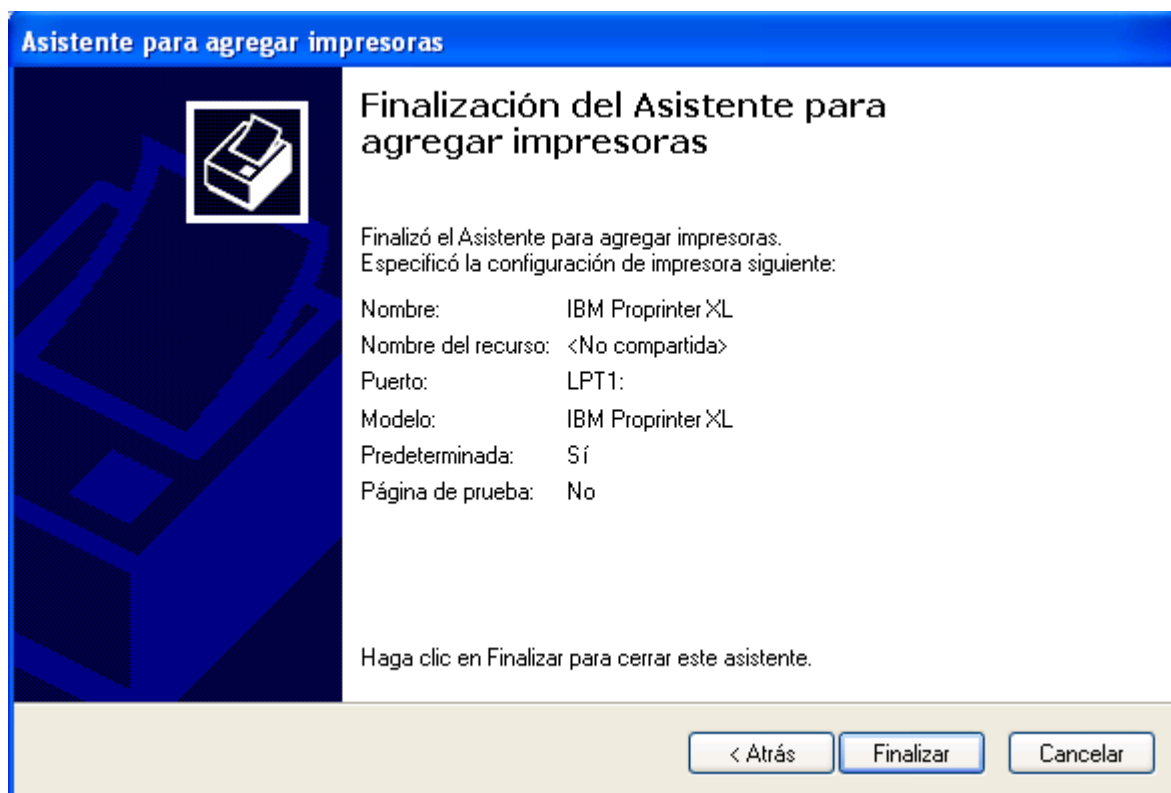 Asistente para agregar impresoras
Finalización del Asistente para
agregar impresoras
Finalizó el Asistente para agregar impresoras.
Especificó la configuración de impresora siguiente:
Nombre: IBM Proprinter XL
Nombre del recurso: <No compartida>
Puerto: LPT1:
Modelo: IBM Proprinter XL
Predeterminada: Sí
Página de prueba: No
Haga clic en Finalizar para cerrar este asistente.
< Atrás Finalizar Cancelar